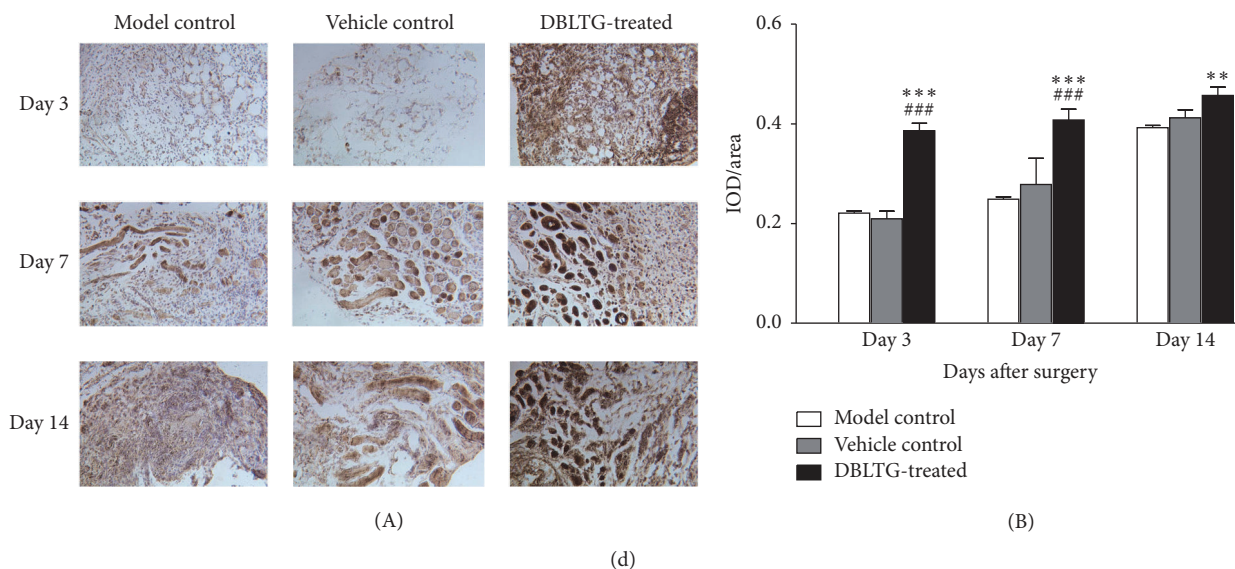 Model control Vehicle control DBLTG-treated
Day 3
Day 7
Day 14
(A)
0.6
0.4
0.2
0.0
IOD/area
***
###
***
###
**
Day 3 Day 7 Day 14
Days after surgery
Model control
Vehicle control
DBLTG-treated
(B)
(d)